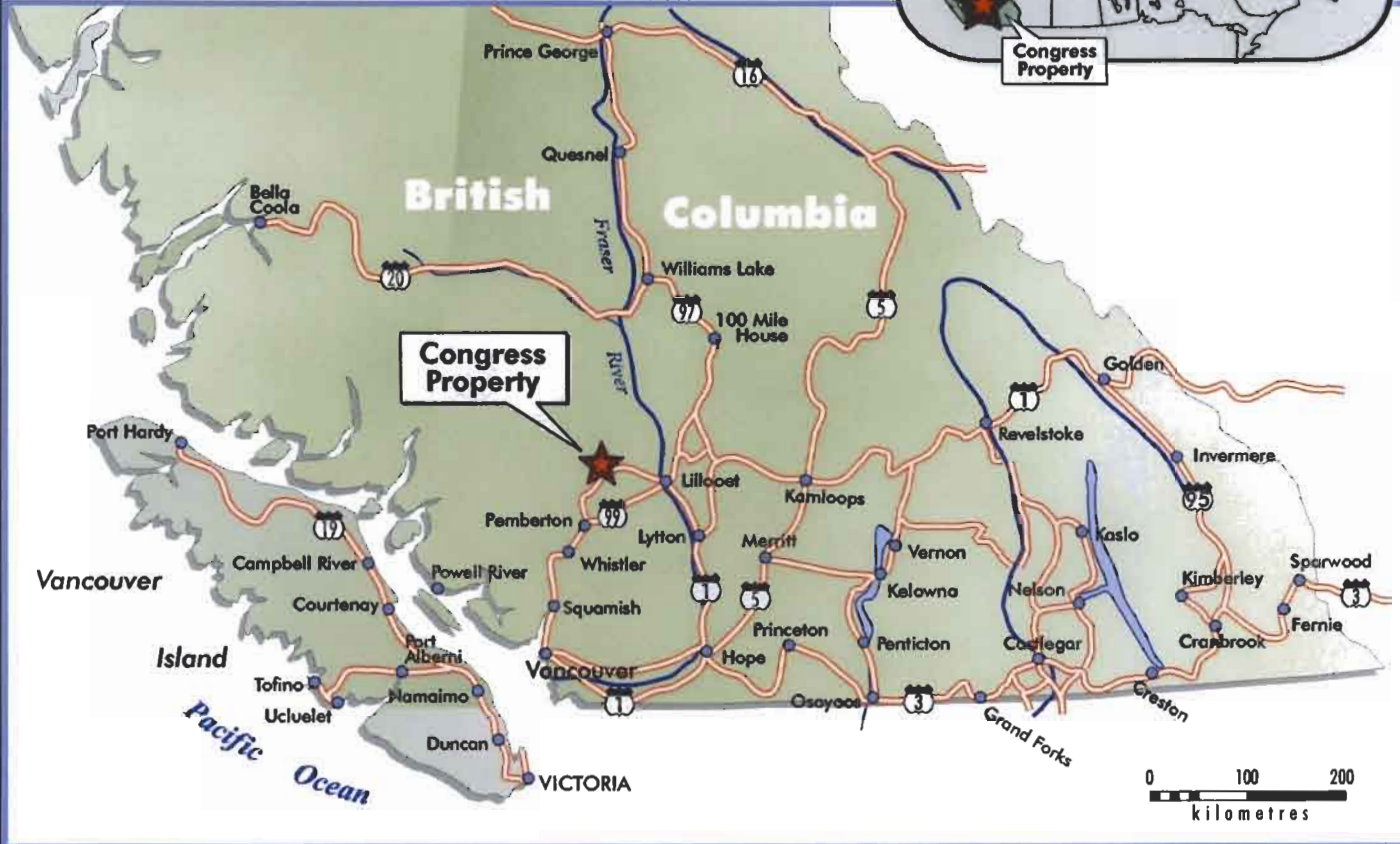 Congress
Property
Prince George
16
Quesnel
British
Columbia
Bella
Coola
Fraser
Williams Lake
20
97
5
100 Mile
House
River
Congress
Property
Golden
1
Port Hardy
Revelstoke
Invermere
Lillooet
Kamloops
95
Pemberton
99
19
Lytton
Merritt
Kaslo
Vernon
Campbell River
Whistler
Sparwood
Vancouver
Powell River
Kimberley
1
5
Kelowna
Nelson
3
Courtenay
Squamish
Fernie
Princeton
Penticton
Castlegar
Cranbrook
Port
Alberni
Hope
Island
Vancouver
Tofino
Namaimo
Creston
Ucluelet
1
Osoyoos
3
Grand Forks
Pacific Ocean
Duncan
VICTORIA
0 100 200
kilometres